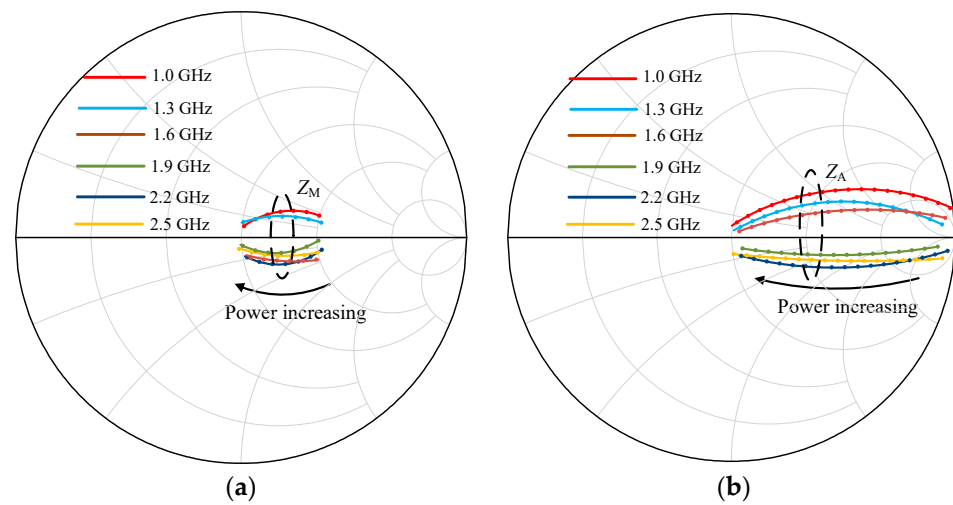 1.0 GHz
1.3 GHz
1.6 GHz
1.9 GHz
2.2 GHz
2.5 GHz
Z_M
Power increasing
(a)
1.0 GHz
1.3 GHz
1.6 GHz
1.9 GHz
2.2 GHz
2.5 GHz
Z_A
Power increasing
(b)